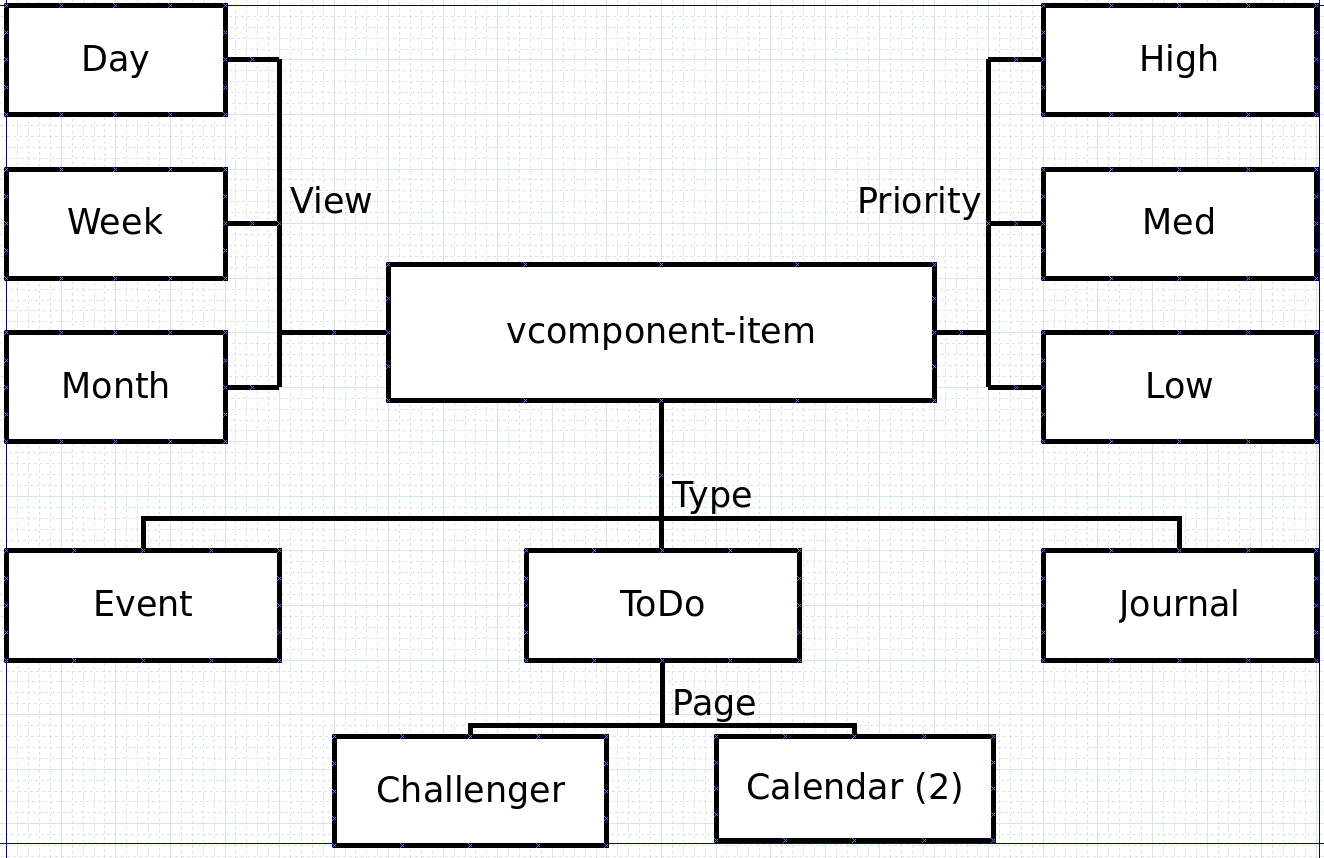 Day
High
View
Priority
Week
Med
vcomponent-item
Month
Low
Type
Event
ToDo
Journal
Page
Challenger
Calendar (2)